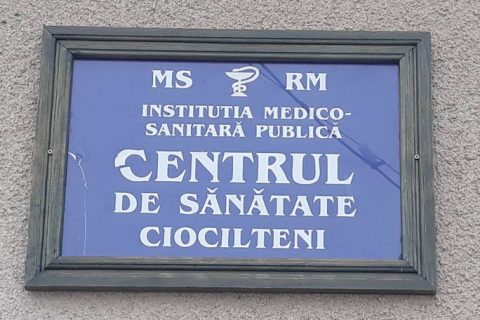 MS RM
INSTITUTIA MEDICO-
SANITARĂ PUBLICĂ
CENTRUL
DE SĂNĂTATE
CIOCILTENI